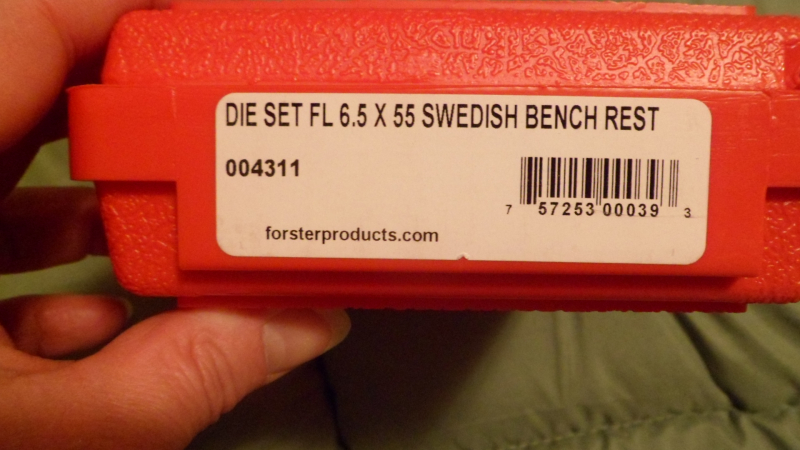 DIE SET FL 6.5 X 55 SWEDISH BENCH REST
004311
7 57253 00039 3
forsterproducts.com